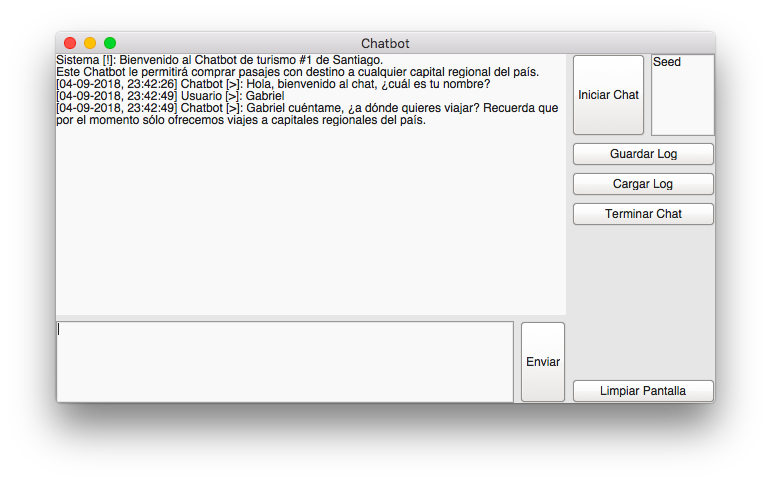 Chatbot
Sistema [!]: Bienvenido al Chatbot de turismo #1 de Santiago.
Este Chatbot le permitirá comprar pasajes con destino a cualquier capital regional del país.
[04-09-2018, 23:42:26] Chatbot [>]: Hola, bienvenido al chat, ¿cuál es tu nombre?
[04-09-2018, 23:42:49] Usuario [>]: Gabriel
[04-09-2018, 23:42:49] Chatbot [>]: Gabriel cuéntame, ¿a dónde quieres viajar? Recuerda que
por el momento sólo ofrecemos viajes a capitales regionales del país.
Iniciar Chat
Seed
Guardar Log
Cargar Log
Terminar Chat
Enviar
Limpiar Pantalla